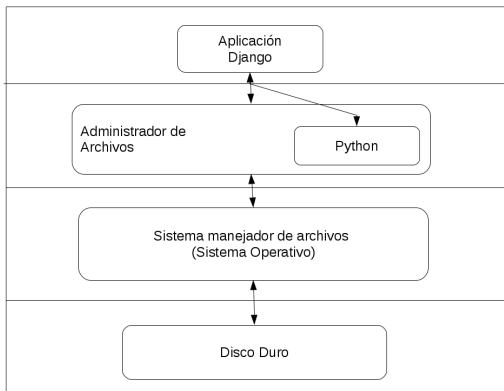 Aplicación
Django
Administrador de
Archivos
Python
Sistema manejador de archivos
(Sistema Operativo)
Disco Duro